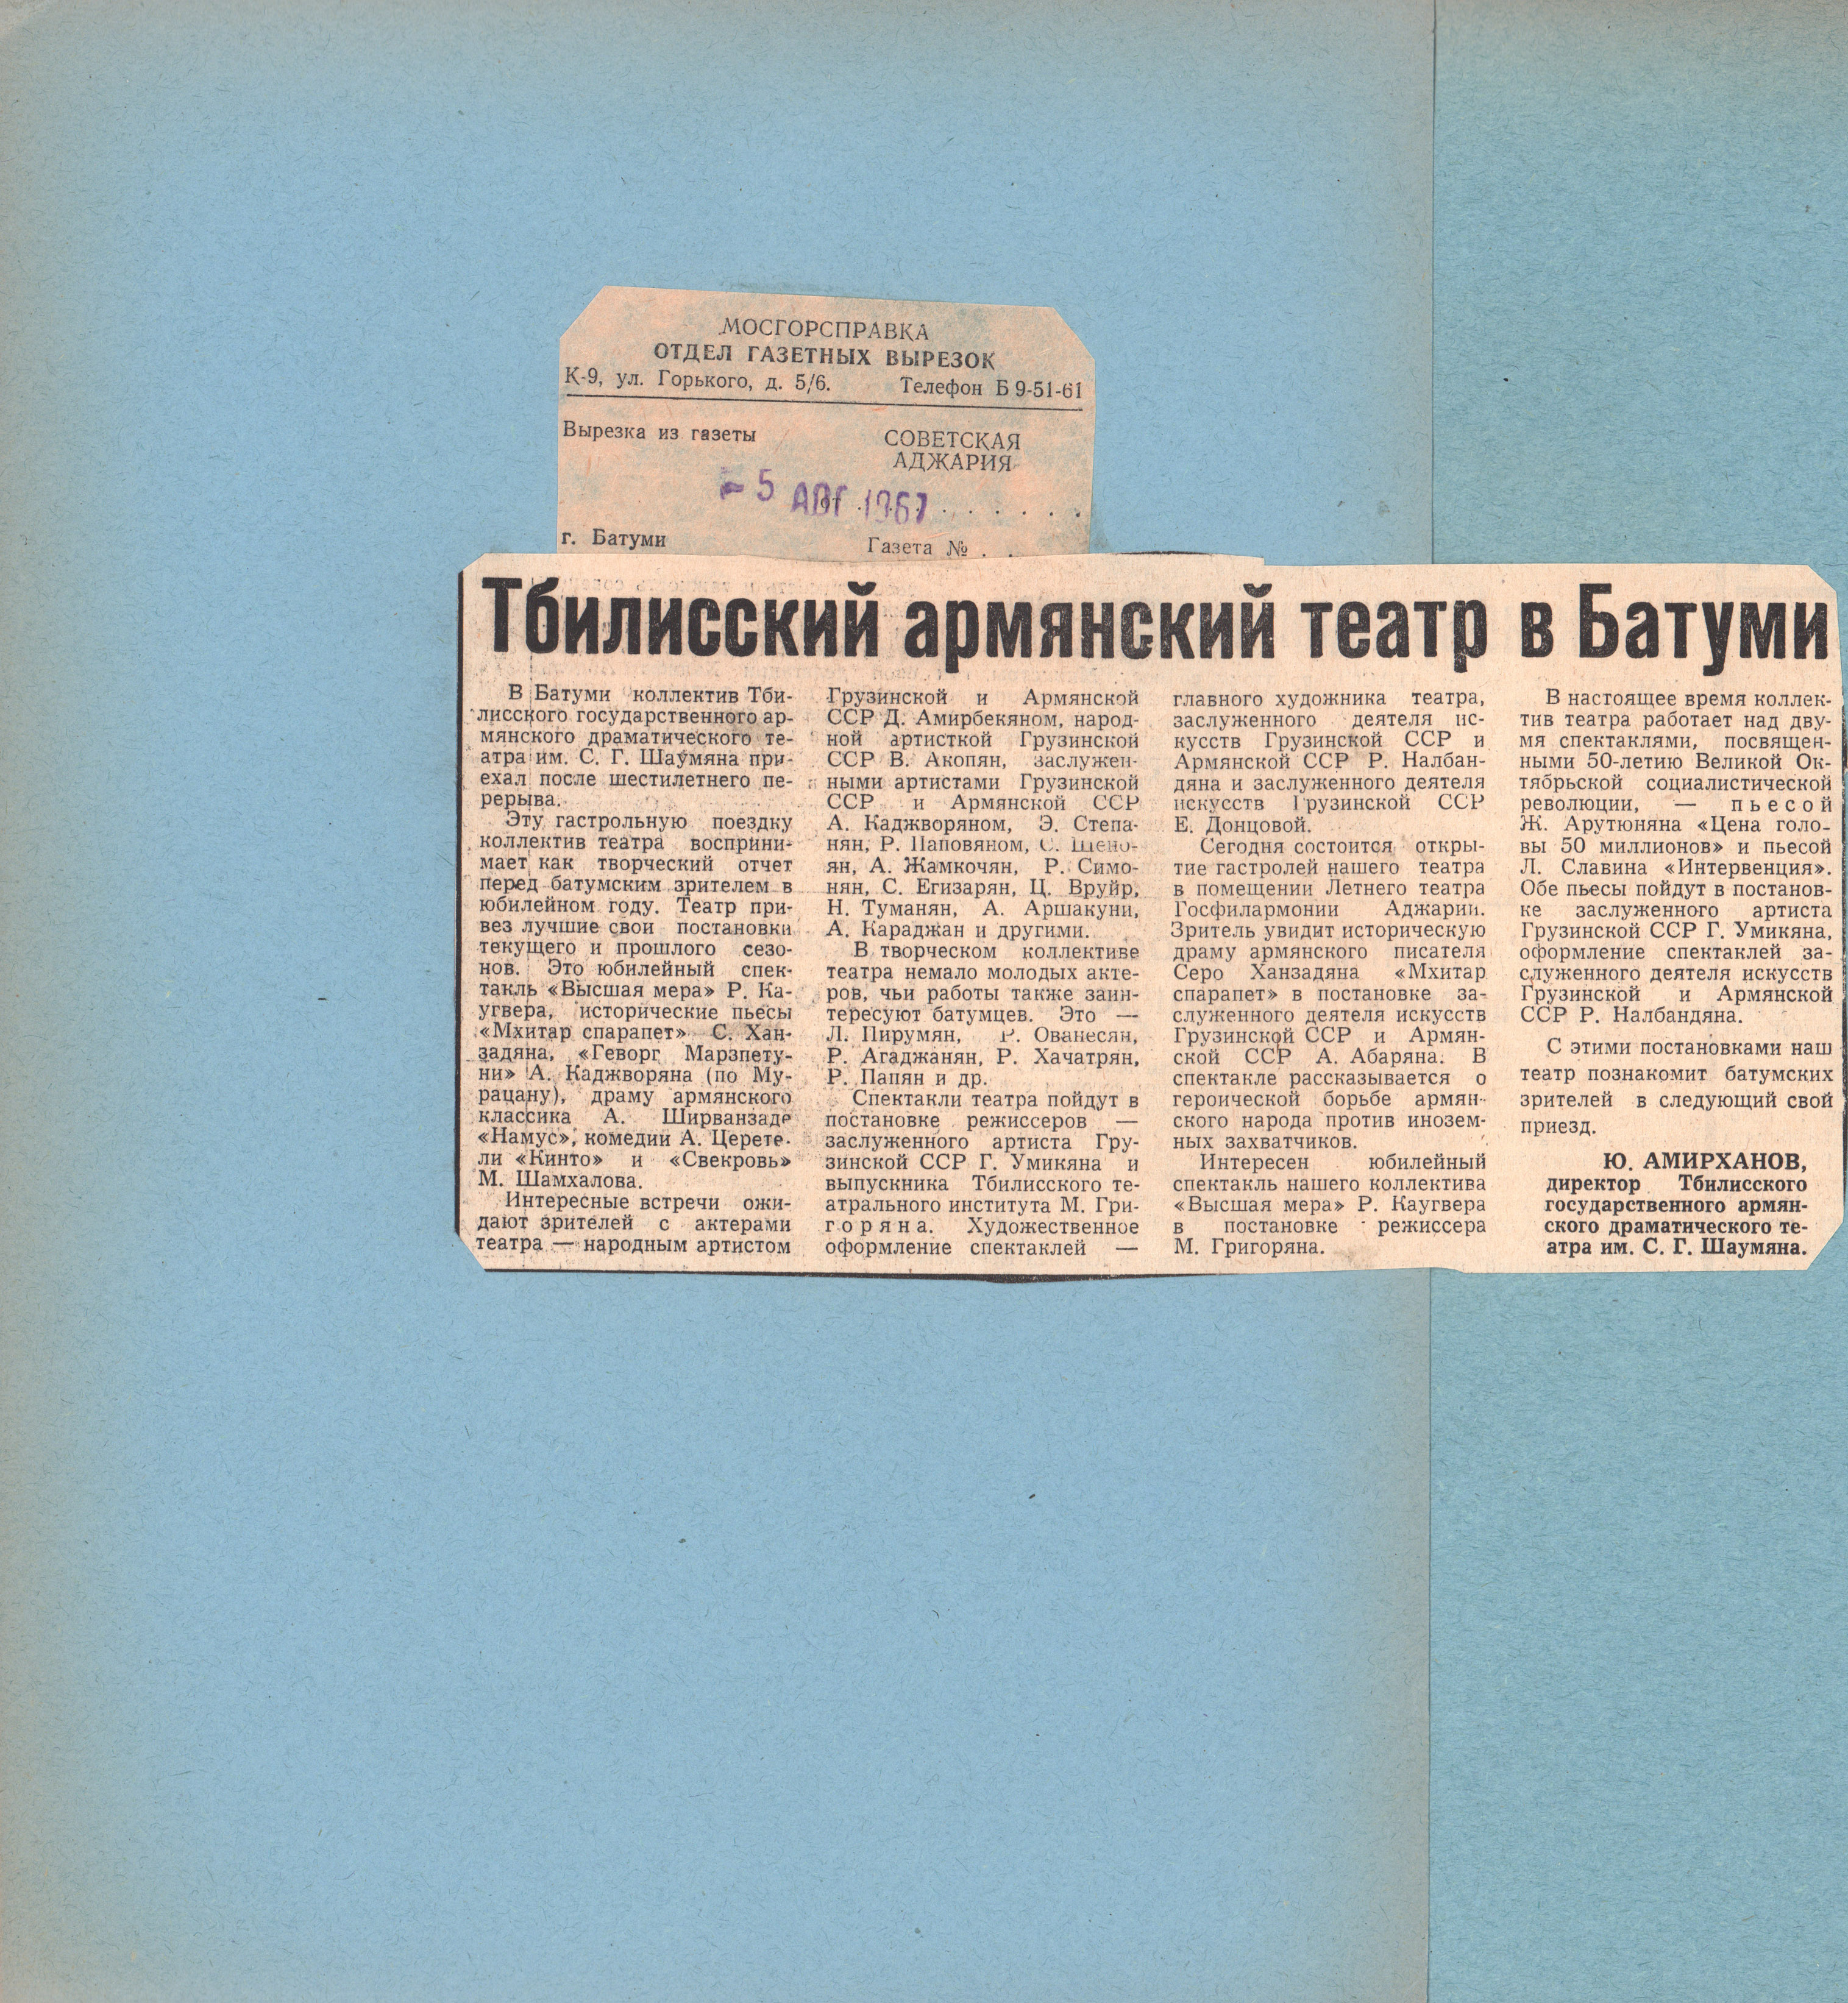 МОСГОРСПРАВКА
ОТДЕЛ ГАЗЕТНЫХ ВЫРЕЗОК
К-9, ул. Горького, д. 5/6. Телефон Б 9-51-61
Вырезка из газеты
СОВЕТСКАЯ
АДЖАРИЯ
- 5 АВГ 1967
г. Батуми Газета № . .
Тбилисский армянский театр в Батуми
В Батуми коллектив Тби-
лисского государственного ар-
мянского драматического те-
атра им. С. Г. Шаумяна при-
ехал после шестилетнего пе-
рерыва.
Эту гастрольную поездку
коллектив театра восприни-
мает как творческий отчет
перед батумским зрителем в
юбилейном году. Театр при-
вез лучшие свои постановки
текущего и прошлого сезо-
нов. Это юбилейный спек-
такль «Высшая мера» Р. Ка-
угвера, исторические пьесы
«Мхитар спарапет» С. Хан-
задяна, «Геворг Марзпету-
ни» А. Каджворяна (по Му-
рацану), драму армянского
классика А. Ширванзаде
«Намус», комедии А. Церете-
ли «Кинто» и «Свекровь»
М. Шамхалова.
Интересные встречи ожи-
дают зрителей с актерами
театра — народным артистом
Грузинской и Армянской
ССР Д. Амирбекяном, народ-
ной артисткой Грузинской
ССР В. Акопян, заслужен-
ными артистами Грузинской
ССР и Армянской ССР
А. Каджворяном, Э. Степа-
нян, Р. Паповяном, С. Шено-
ян, А. Жамкочян, Р. Симо-
нян, С. Егизарян, Ц. Вруйр,
Н. Туманян, А. Аршакуни,
А. Караджан и другими.
В творческом коллективе
театра немало молодых акте-
ров, чьи работы также заин-
тересуют батумцев. Это —
Л. Пирумян, Р. Ованесян,
Р. Агаджанян, Р. Хачатрян,
Р. Папян и др.
Спектакли театра пойдут в
постановке режиссеров —
заслуженного артиста Гру-
зинской ССР Г. Умикяна и
выпускника Тбилисского те-
атрального института М. Гри-
горяна. Художественное
оформление спектаклей —
главного художника театра,
заслуженного деятеля ис-
кусств Грузинской ССР и
Армянской ССР Р. Налбан-
дяна и заслуженного деятеля
искусств Грузинской ССР
Е. Донцовой.
Сегодня состоится откры-
тие гастролей нашего театра
в помещении Летнего театра
Госфилармонии Аджарии.
Зритель увидит историческую
драму армянского писателя
Серо Ханзадяна «Мхитар
спарапет» в постановке за-
служенного деятеля искусств
Грузинской ССР и Армян-
ской ССР А. Абаряна. В
спектакле рассказывается о
героической борьбе армян-
ского народа против инозем-
ных захватчиков.
Интересен юбилейный
спектакль нашего коллектива
«Высшая мера» Р. Каугвера
в постановке режиссера
М. Григоряна.
В настоящее время коллек-
тив театра работает над дву-
мя спектаклями, посвящен-
ными 50-летию Великой Ок-
тябрьской социалистической
революции, — пьесой
Ж. Арутюняна «Цена голо-
вы 50 миллионов» и пьесой
Л. Славина «Интервенция».
Обе пьесы пойдут в постанов-
ке заслуженного артиста
Грузинской ССР Г. Умикяна,
оформление спектаклей за-
служенного деятеля искусств
Грузинской и Армянской
ССР Р. Налбандяна.
С этими постановками наш
театр познакомит батумских
зрителей в следующий свой
приезд.
Ю. АМИРХАНОВ,
директор Тбилисского
государственного армян-
ского драматического те-
атра им. С. Г. Шаумяна.